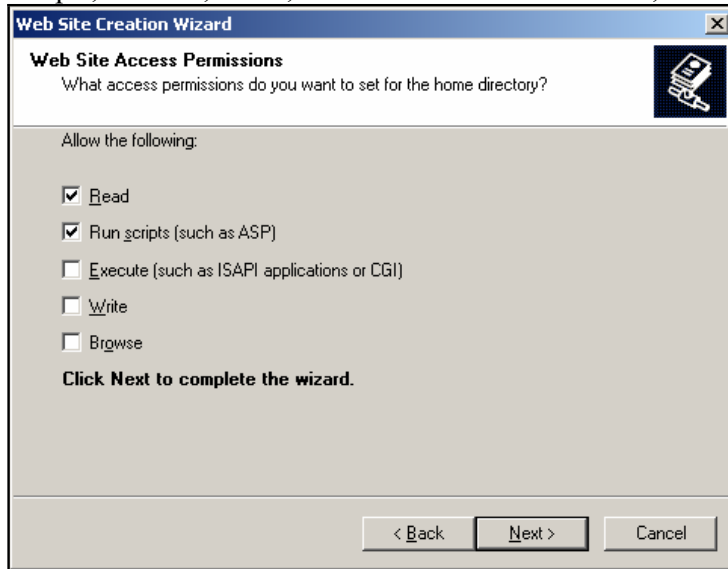 Web Site Creation Wizard
Web Site Access Permissions
What access permissions do you want to set for the home directory?
Allow the following:
Read
Run scripts (such as ASP)
Execute (such as ISAPI applications or CGI)
Write
Browse
Click Next to complete the wizard.
< Back Next > Cancel